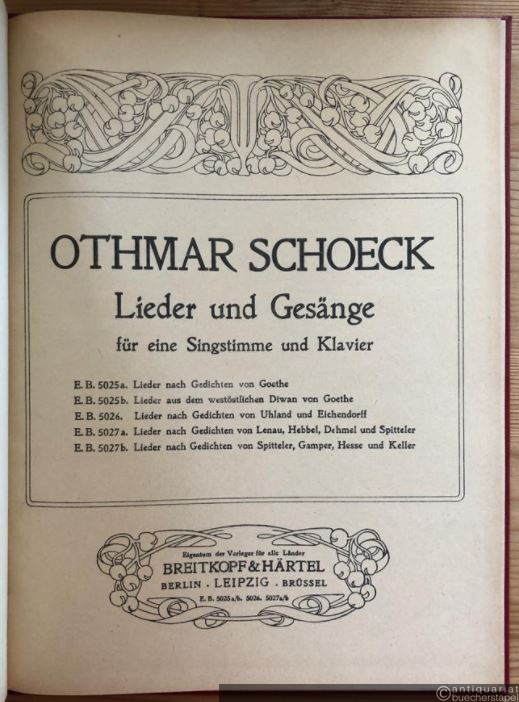 OTHMAR SCHOECK
Lieder und Gesänge
für eine Singstimme und Klavier
E. B. 5025a. Lieder nach Gedichten von Goethe
E. B. 5025b. Lieder aus dem westöstlichen Diwan von Goethe
E. B. 5026. Lieder nach Gedichten von Uhland und Eichendorff
E. B. 5027a. Lieder nach Gedichten von Lenau, Hebbel, Dehmel und Spitteler
E. B. 5027b. Lieder nach Gedichten von Spitteler, Gamper, Hesse und Keller
Eigentum der Verleger für alle Länder
BREITKOPF & HÄRTEL
BERLIN · LEIPZIG · BRÜSSEL
E. B. 5025a/b. 5026. 5027a/b
© antiquariat
buecherstapel